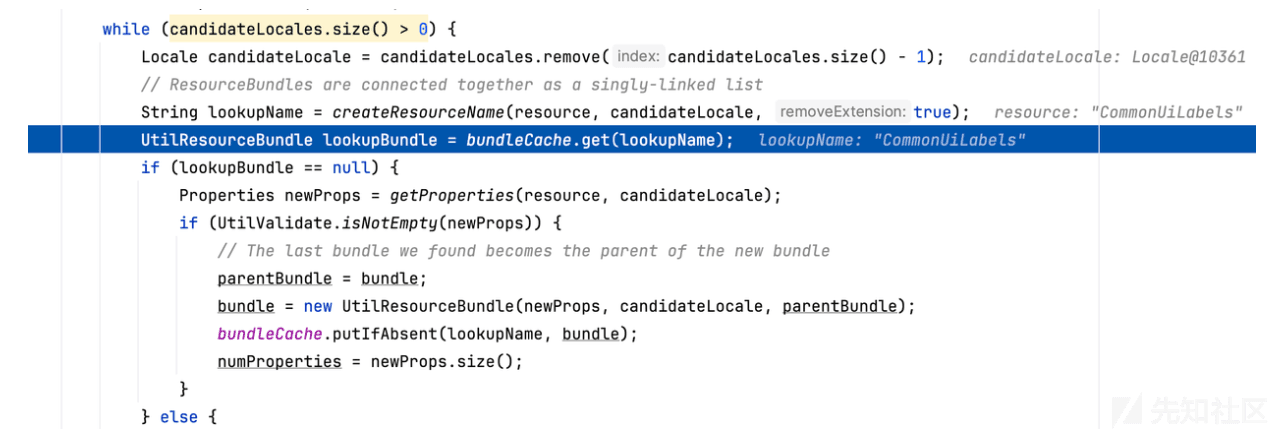 while (candidateLocales.size() > 0) {
Locale candidateLocale = candidateLocales.remove( index: candidateLocales.size() - 1);   candidateLocale: Locale@10361
// ResourceBundles are connected together as a singly-linked list
String lookupName = createResourceName(resource, candidateLocale, removeExtension: true);   resource: "CommonUiLabels"
UtilResourceBundle lookupBundle = bundleCache.get(lookupName);   lookupName: "CommonUiLabels"
if (lookupBundle == null) {
Properties newProps = getProperties(resource, candidateLocale);
if (UtilValidate.isNotEmpty(newProps)) {
// The last bundle we found becomes the parent of the new bundle
parentBundle = bundle;
bundle = new UtilResourceBundle(newProps, candidateLocale, parentBundle);
bundleCache.putIfAbsent(lookupName, bundle);
numProperties = newProps.size();
}
} else {
先知社区